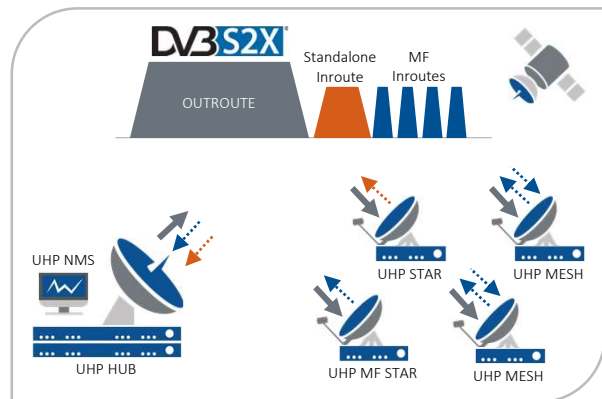 DVB S2X®
Standalone
Inroute
MF
Inroutes
OUTROUTE
UHP NMS
UHP HUB
UHP STAR
UHP MESH
UHP MF STAR
UHP MESH